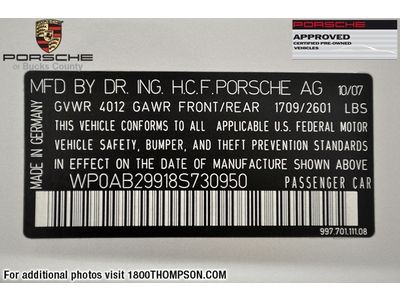 PORSCHE
PORSCHE
of Bucks County
PORSCHE
APPROVED
CERTIFIED PRE-OWNED
VEHICLES
MFD BY DR. ING. H.C.F.PORSCHE AG 10/07
GVWR 4012 GAWR FRONT/REAR 1709/2601 LBS
THIS VEHICLE CONFORMS TO ALL APPLICABLE U.S. FEDERAL MOTOR
VEHICLE SAFETY, BUMPER, AND THEFT PREVENTION STANDARDS
IN EFFECT ON THE DATE OF MANUFACTURE SHOWN ABOVE.
WP0AB29918S730950 PASSENGER CAR
MADE IN GERMANY
997.701.111.08
For additional photos visit 1800THOMPSON.COM